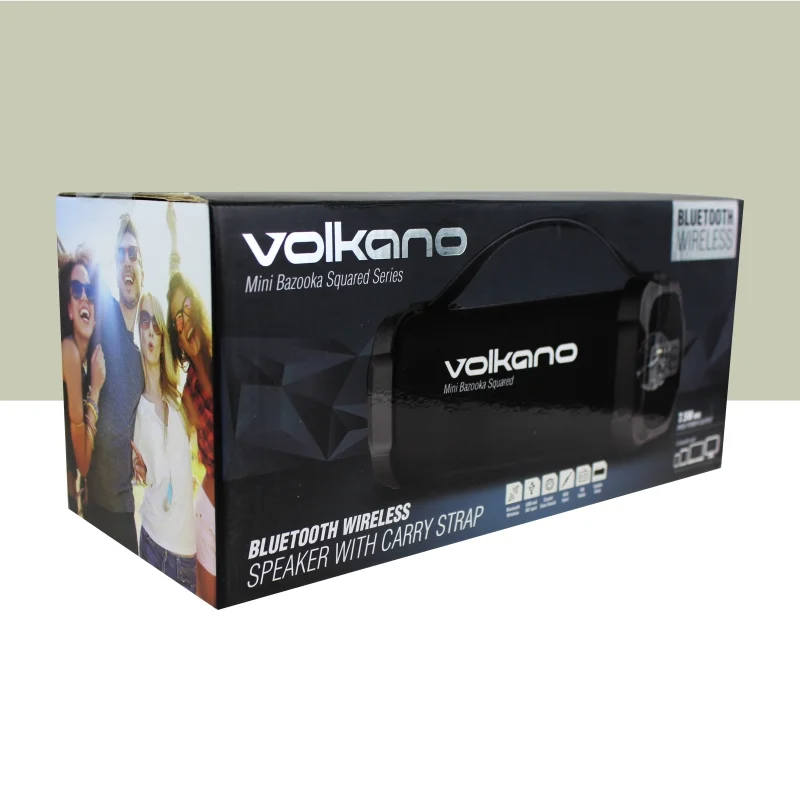 volkano
Mini Bazooka Squared Series
BLUETOOTH
WIRELESS
volkano
Mini Bazooka Squared
BLUETOOTH WIRELESS
SPEAKER WITH CARRY STRAP